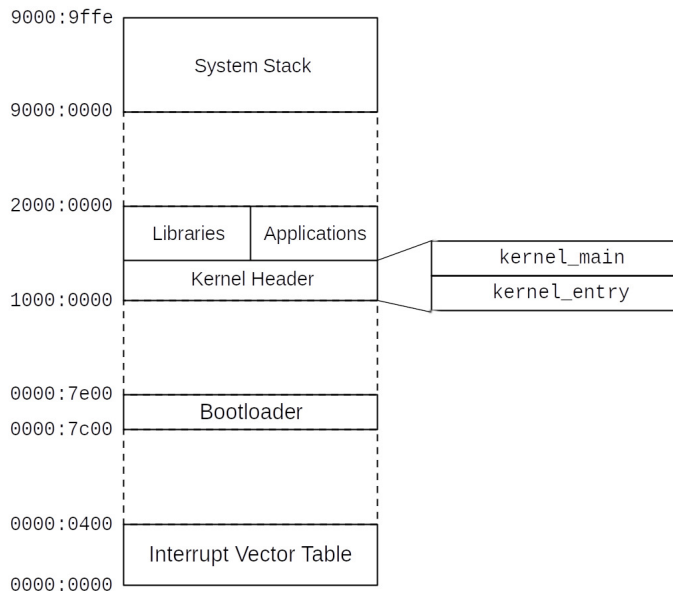 9000:9ffe
System Stack
9000:0000
2000:0000
Libraries
Applications
kernel_main
Kernel Header
kernel_entry
1000:0000
0000:7e00
Bootloader
0000:7c00
0000:0400
Interrupt Vector Table
0000:0000